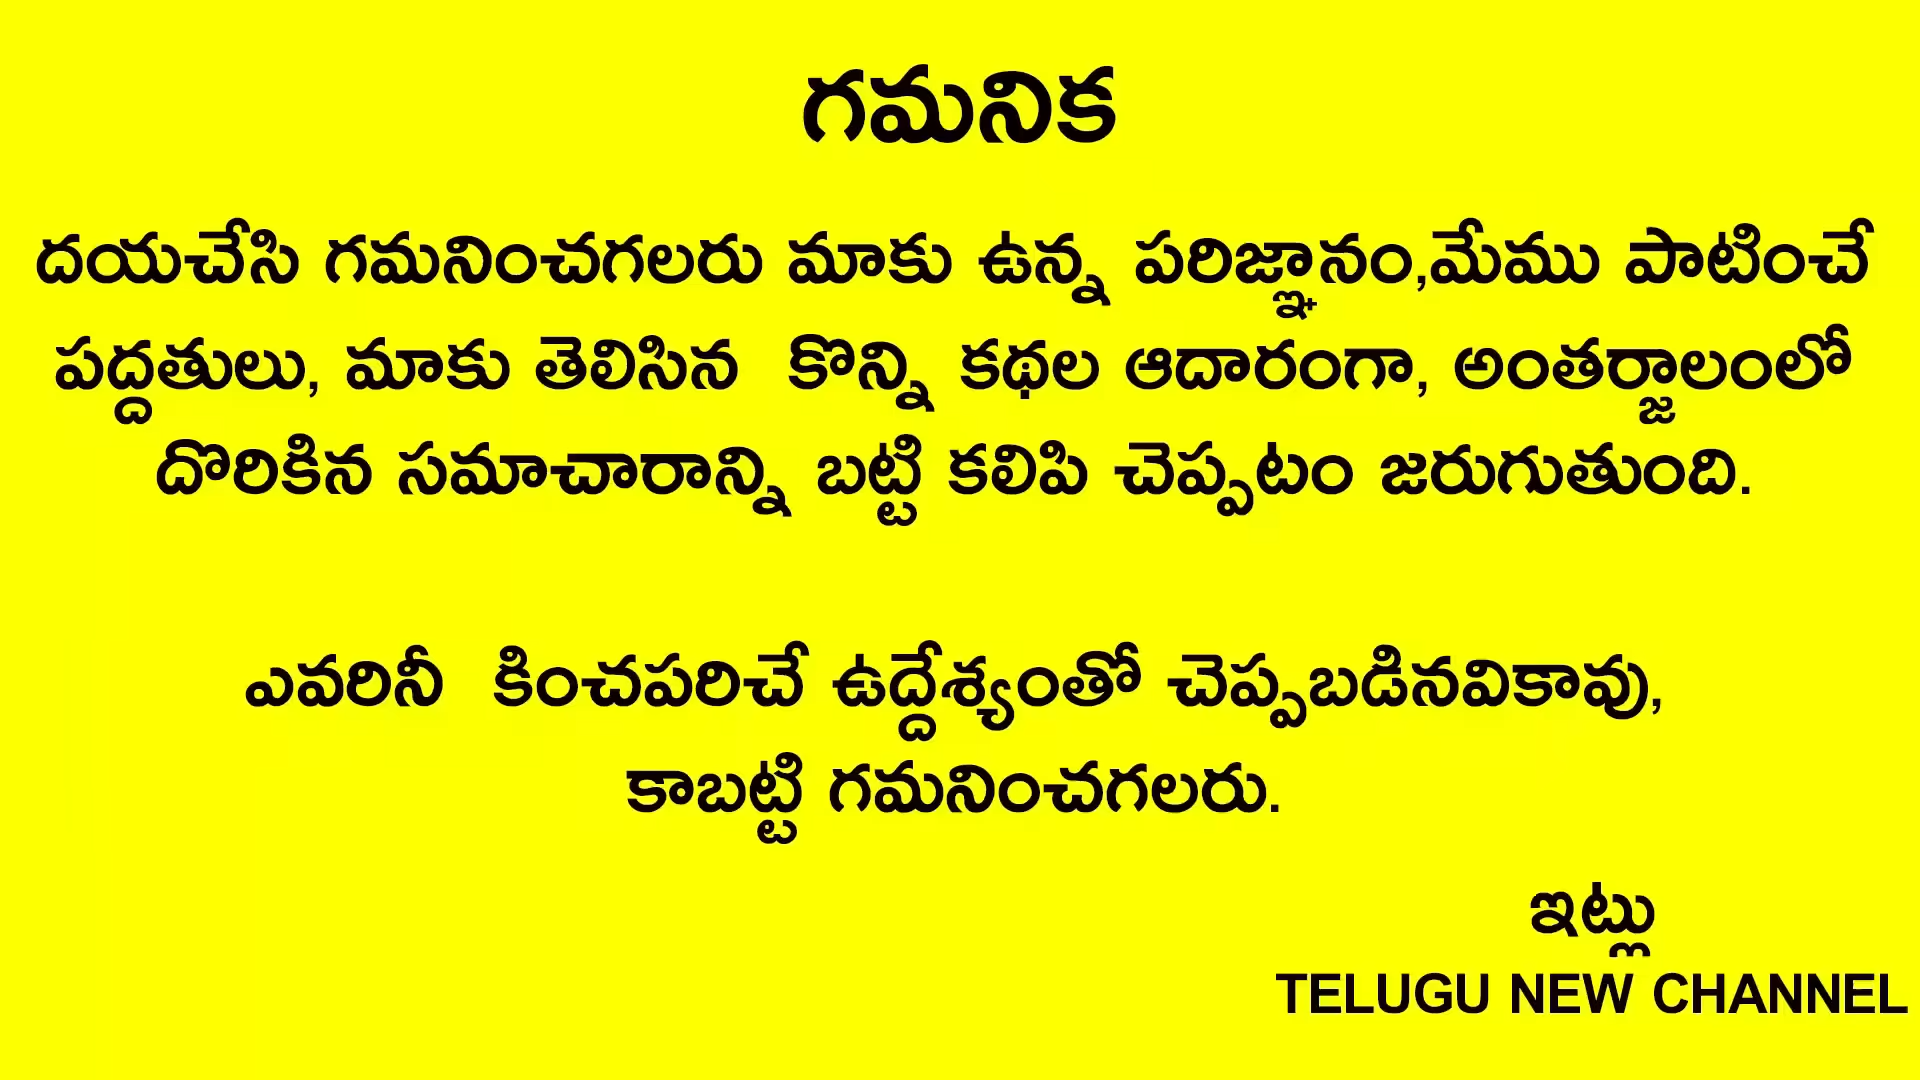 గమనిక
దయచేసి గమనించగలరు మాకు ఉన్న పరిజ్ఞానం,మేము పాటించే
పద్దతులు, మాకు తెలిసిన  కొన్ని కథల ఆదారంగా, అంతర్జాలంలో
దొరికిన సమాచారాన్ని బట్టి కలిపి చెప్పటం జరుగుతుంది.
ఎవరినీ  కించపరిచే ఉద్దేశ్యంతో చెప్పబడినవికావు,
కాబట్టి గమనించగలరు.
ఇట్లు
TELUGU NEW CHANNEL